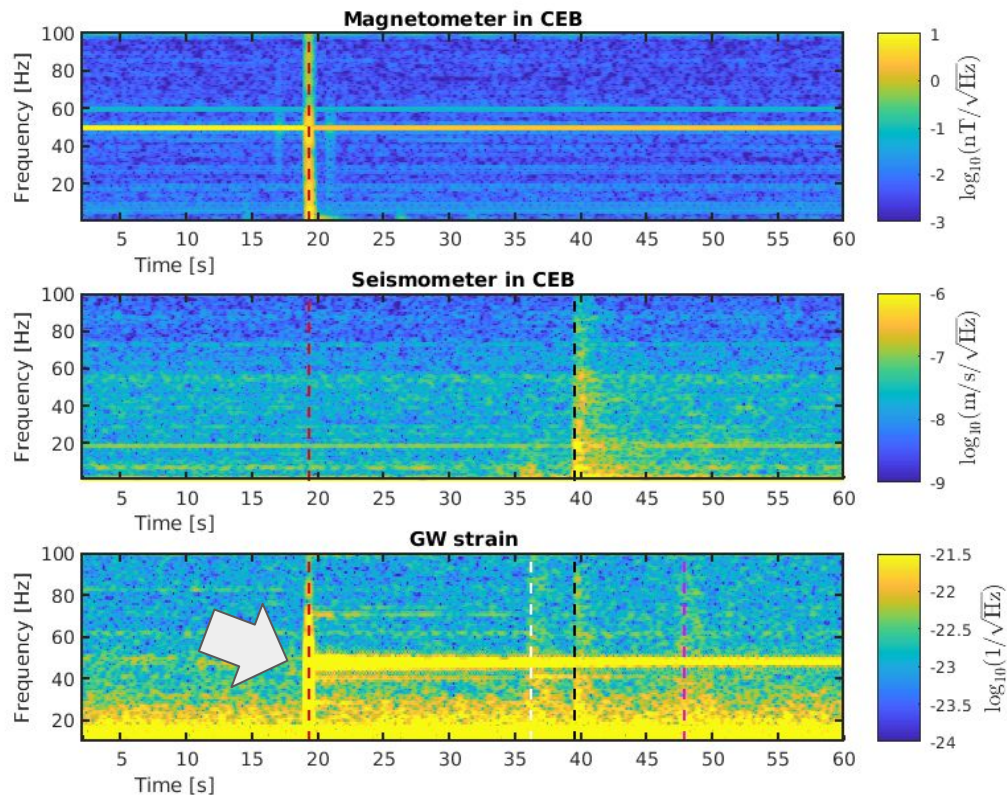 Magnetometer in CEB
Frequency [Hz]
100
80
60
40
20
5 10 15 20 25 30 35 40 45 50 55 60
Time [s]
1
0
-1
-2
-3
log₁₀(nT/√Hz)
Seismometer in CEB
Frequency [Hz]
100
80
60
40
20
5 10 15 20 25 30 35 40 45 50 55 60
Time [s]
-6
-7
-8
-9
log₁₀(m/s/√Hz)
GW strain
Frequency [Hz]
100
80
60
40
20
5 10 15 20 25 30 35 40 45 50 55 60
Time [s]
-21.5
-22
-22.5
-23
-23.5
-24
log₁₀(1/√Hz)